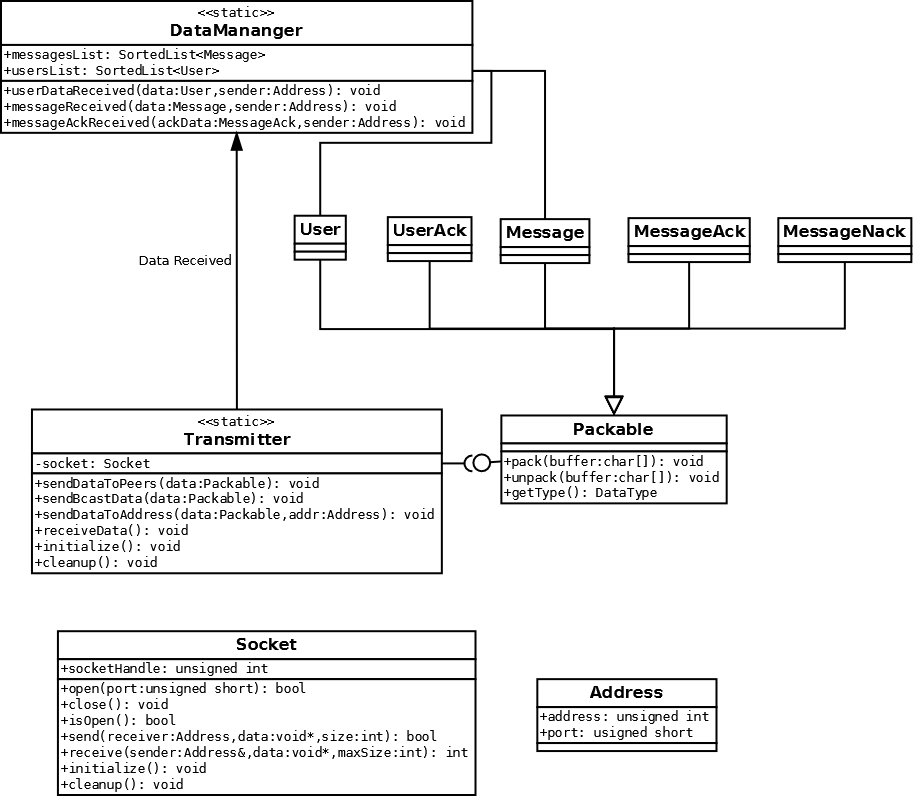 <<static>>
DataMananger
+messagesList: SortedList<Message>
+usersList: SortedList<User>
+userDataReceived(data:User,sender:Address): void
+messageReceived(data:Message,sender:Address): void
+messageAckReceived(ackData:MessageAck,sender:Address): void
User
UserAck
Message
MessageAck
MessageNack
Data Received
<<static>>
Transmitter
-socket: Socket
+sendDataToPeers(data:Packable): void
+sendBcastData(data:Packable): void
+sendDataToAddress(data:Packable,addr:Address): void
+receiveData(): void
+initialize(): void
+cleanup(): void
Packable
+pack(buffer:char[]): void
+unpack(buffer:char[]): void
+getType(): DataType
Socket
+socketHandle: unsigned int
+open(port:unsigned short): bool
+close(): void
+isOpen(): bool
+send(receiver:Address,data:void*,size:int): bool
+receive(sender:Address&,data:void*,maxSize:int): int
+initialize(): void
+cleanup(): void
Address
+address: unsigned int
+port: usigned short